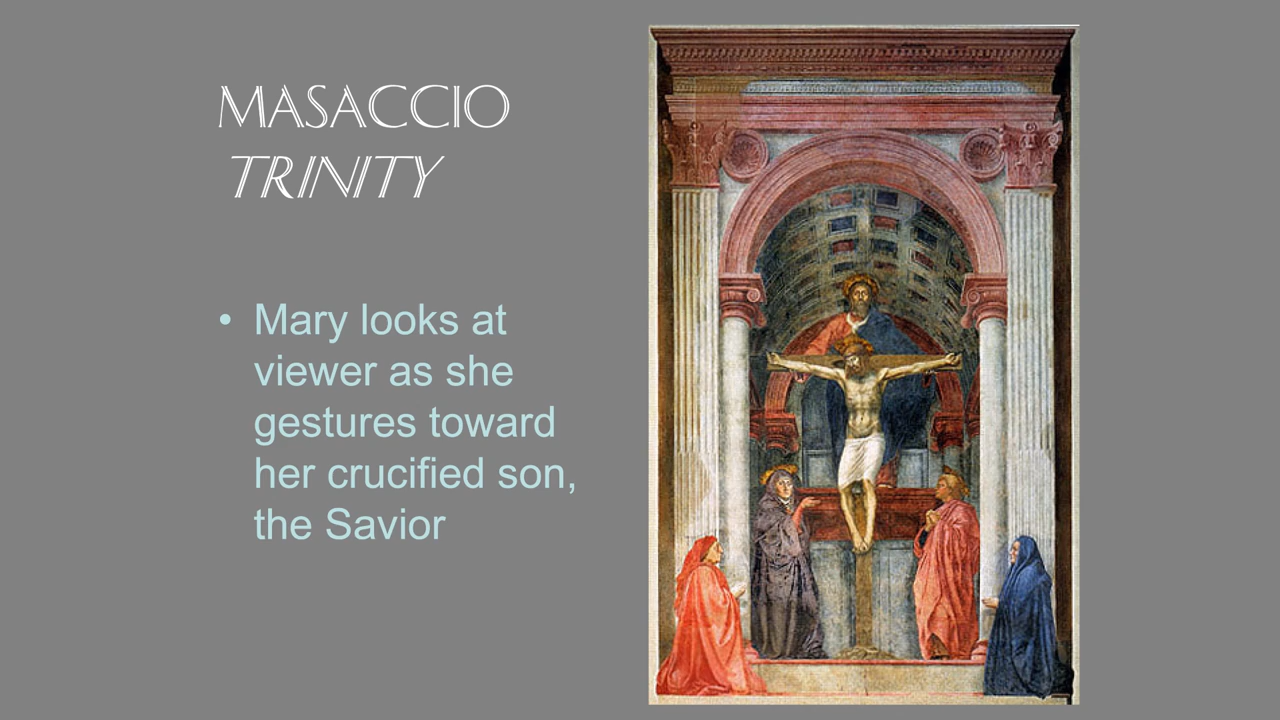 MASACCIO
TRINITY
• Mary looks at
viewer as she
gestures toward
her crucified son,
the Savior